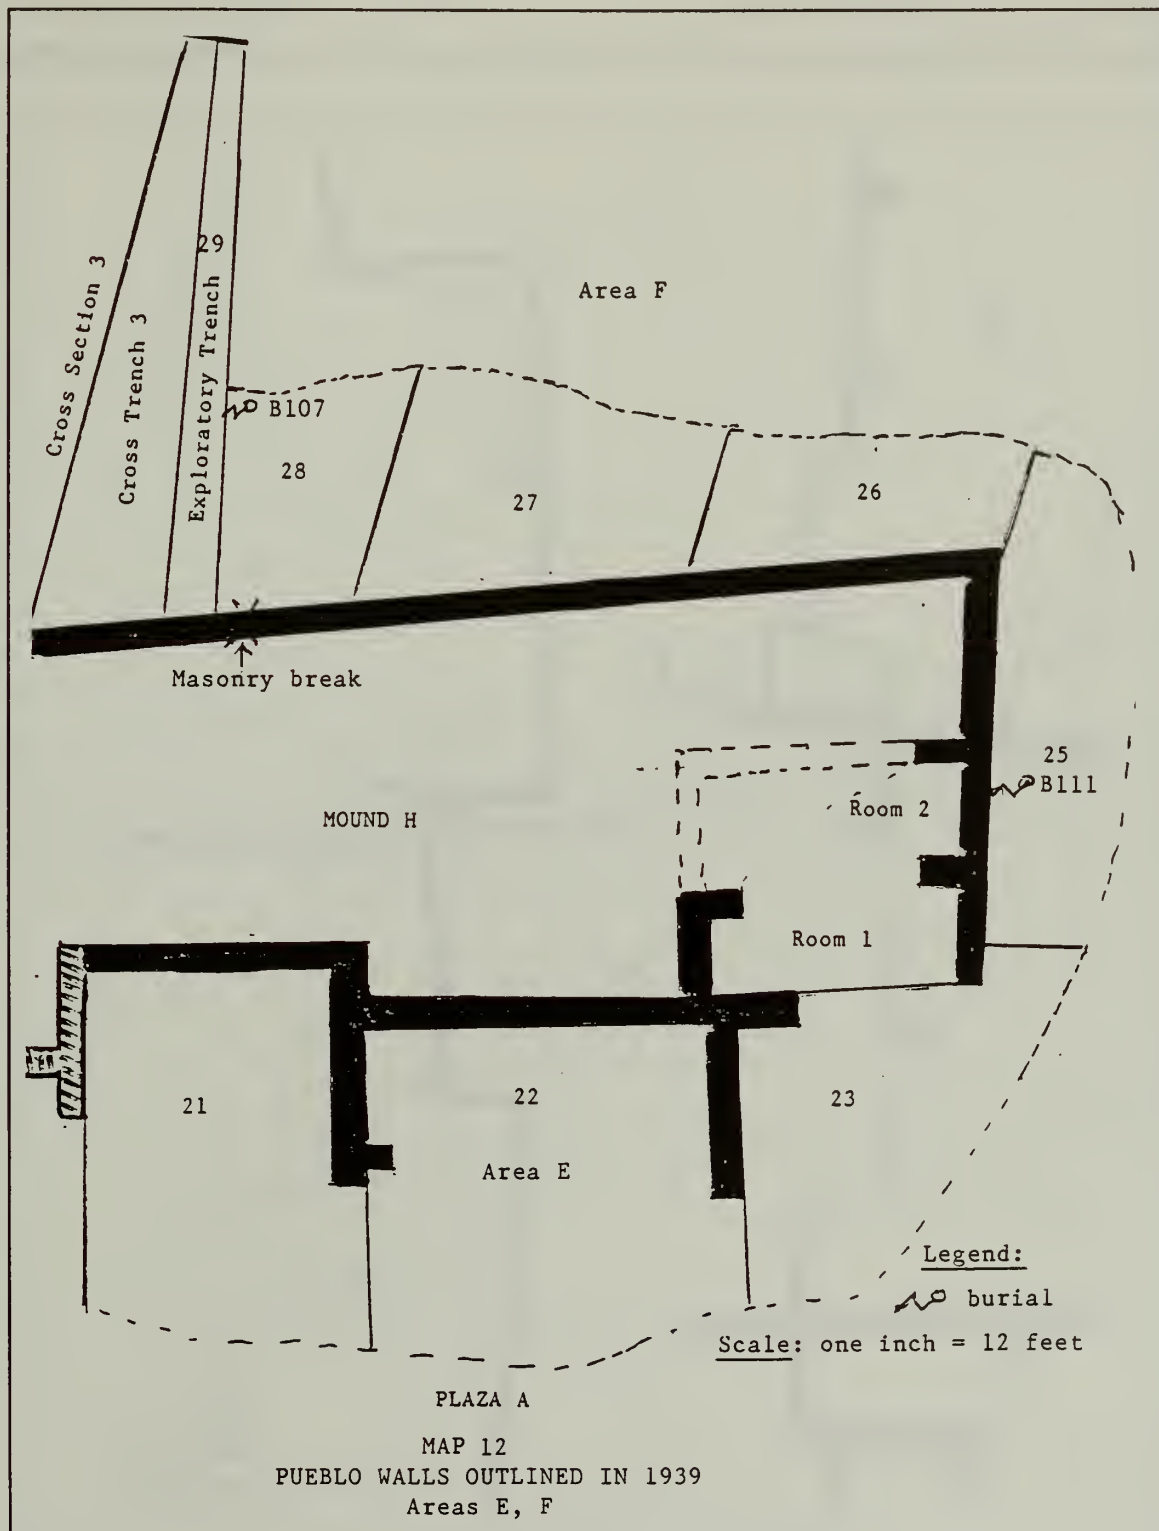 Cross Section 3
Cross Trench 3
Exploratory Trench 9
29
Area F
B107
28
27
26
Masonry break
25
B111
Room 2
MOUND H
Room 1
21
22
23
Area E
Legend:
burial
Scale: one inch = 12 feet
PLAZA A
MAP 12
PUEBLO WALLS OUTLINED IN 1939
Areas E, F